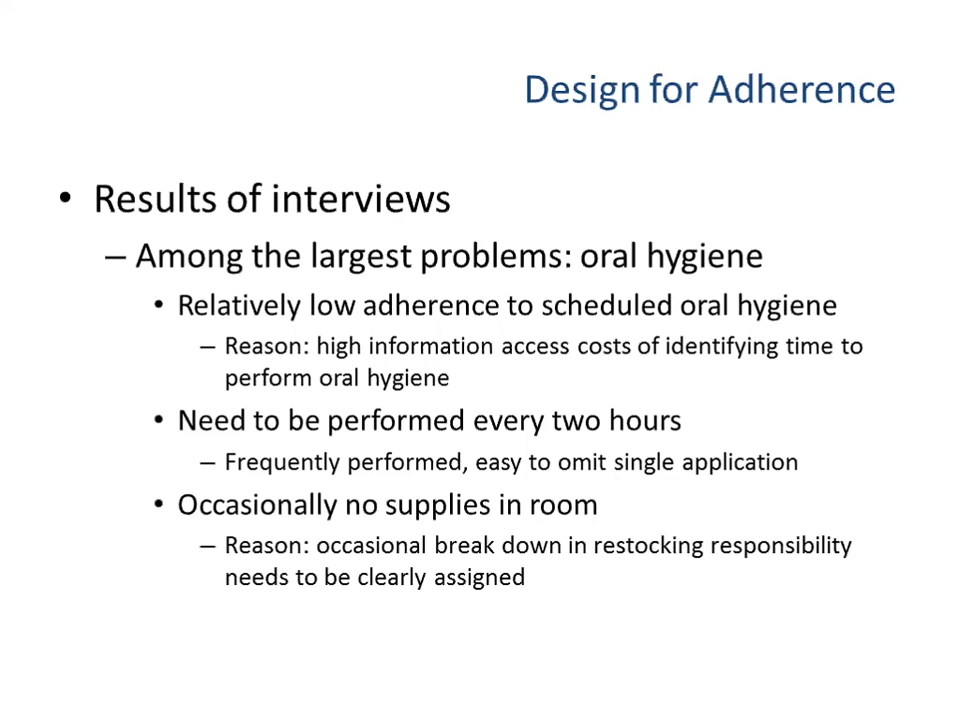 Design for Adherence
• Results of interviews
– Among the largest problems: oral hygiene
• Relatively low adherence to scheduled oral hygiene
– Reason: high information access costs of identifying time to
perform oral hygiene
• Need to be performed every two hours
– Frequently performed, easy to omit single application
• Occasionally no supplies in room
– Reason: occasional break down in restocking responsibility
needs to be clearly assigned